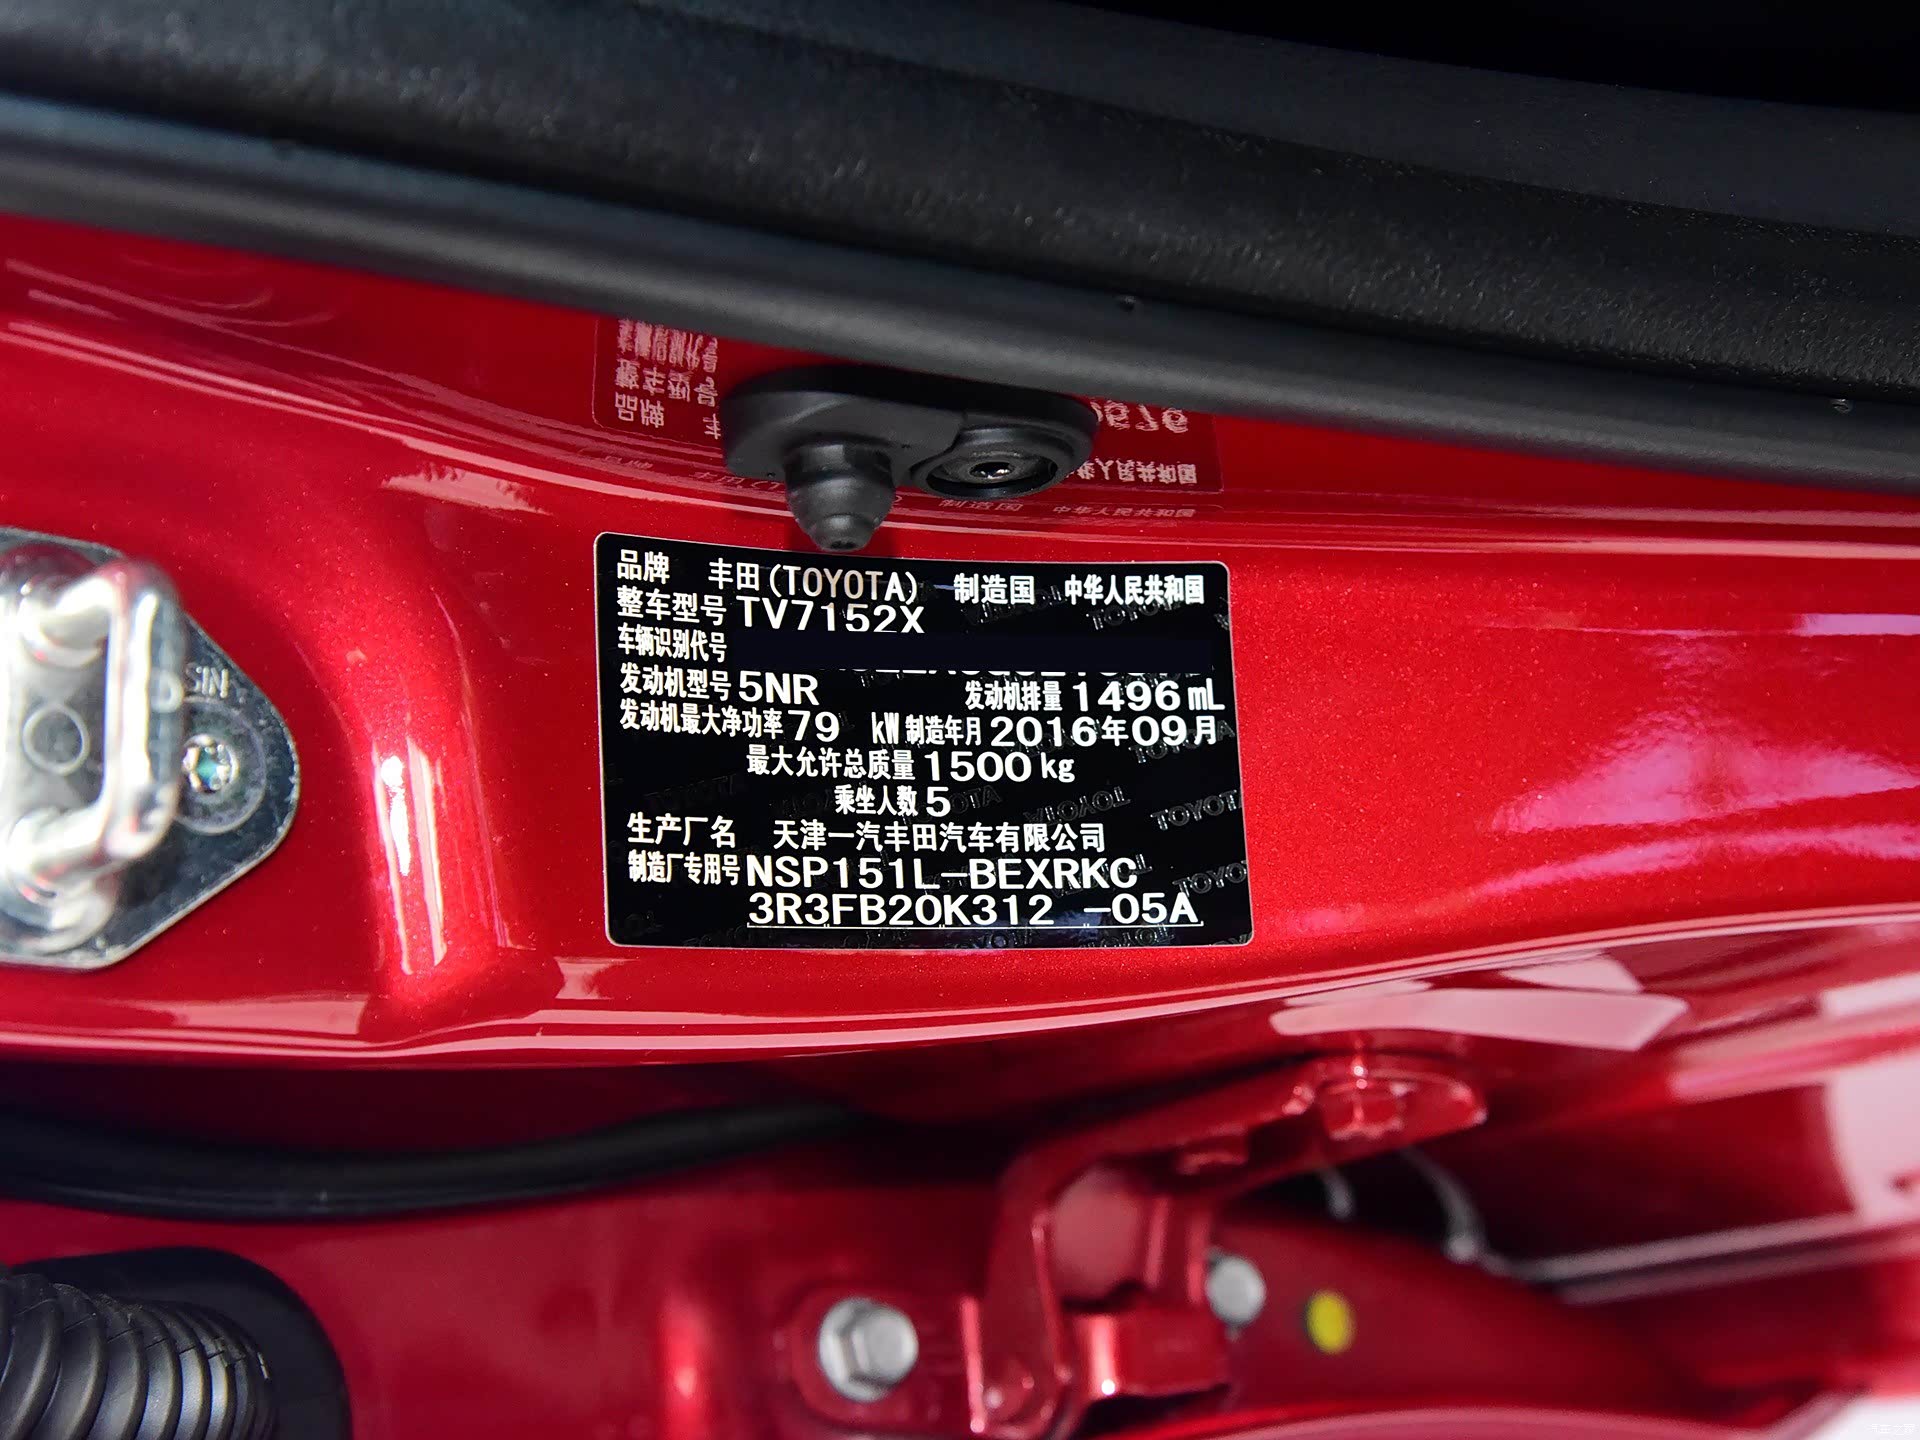 品牌 丰田(TOYOTA) 制造国 中华人民共和国
整车型号 TV7152X
车辆识别代号
发动机型号 5NR 发动机排量 1496 mL
发动机最大净功率 79 kW 制造年月 2016年09月
最大允许总质量 1500 kg
乘坐人数 5
生产厂名 天津一汽丰田汽车有限公司
制造厂专用号 NSP151L-BEXRKC
3R3FB20K312 -05A